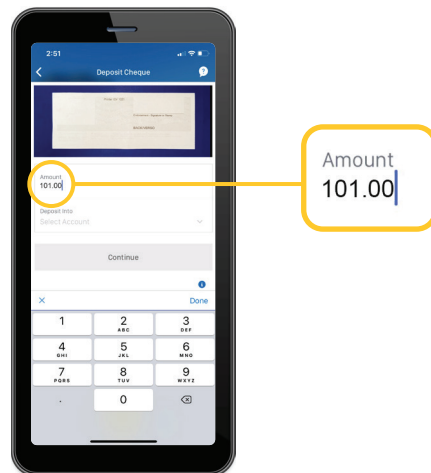 2:51
Deposit Cheque
?
Amount
101.00
Deposit Into
Select Account
Continue
i
× Done
1 2 3
ABC DEF
4 5 6
GHI JKL MNO
7 8 9
PQRS TUV WXYZ
. 0
Amount
101.00